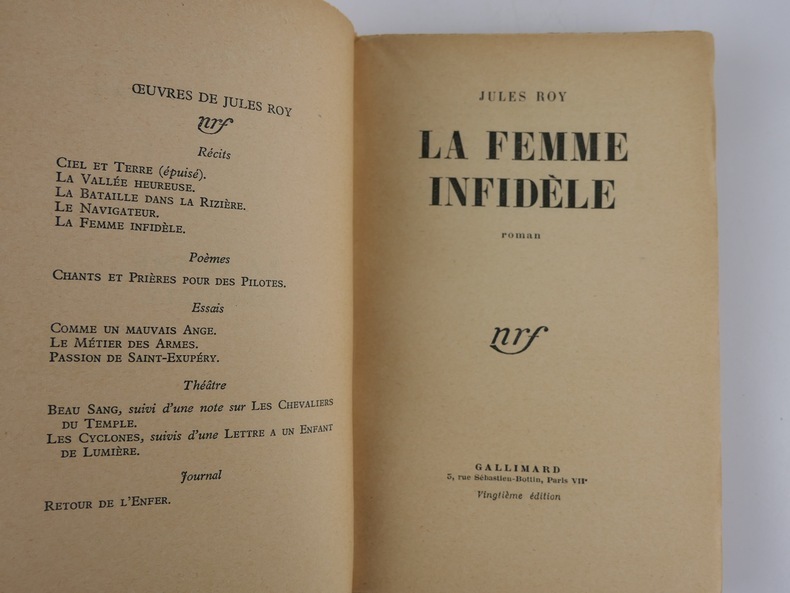 ŒUVRES DE JULES ROY
nrf
Récits
CIEL ET TERRE (épuisé).
LA VALLÉE HEUREUSE.
LA BATAILLE DANS LA RIZIÈRE.
LE NAVIGATEUR.
LA FEMME INFIDÈLE.
Poèmes
CHANTS ET PRIÈRES POUR DES PILOTES.
Essais
COMME UN MAUVAIS ANGE.
LE MÉTIER DES ARMES.
PASSION DE SAINT-EXUPÉRY.
Théâtre
BEAU SANG, suivi d'une note sur LES CHEVALIERS
DU TEMPLE.
LES CYCLONES, suivis d'une LETTRE A UN ENFANT
DE LUMIÈRE.
Journal
RETOUR DE L'ENFER.
JULES ROY
LA FEMME
INFIDÈLE
roman
nrf
GALLIMARD
5, rue Sébastien-Bottin, Paris VIIe
Vingtième édition